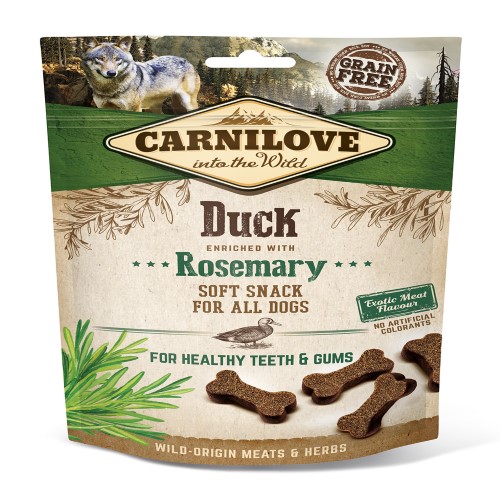 GRAIN
FREE
CARNILOVE
into the Wild
Duck
ENRICHED WITH
Rosemary
SOFT SNACK
FOR ALL DOGS
Exotic Meat
Flavour
NO ARTIFICIAL
COLORANTS
FOR HEALTHY TEETH & GUMS
WILD-ORIGIN MEATS & HERBS